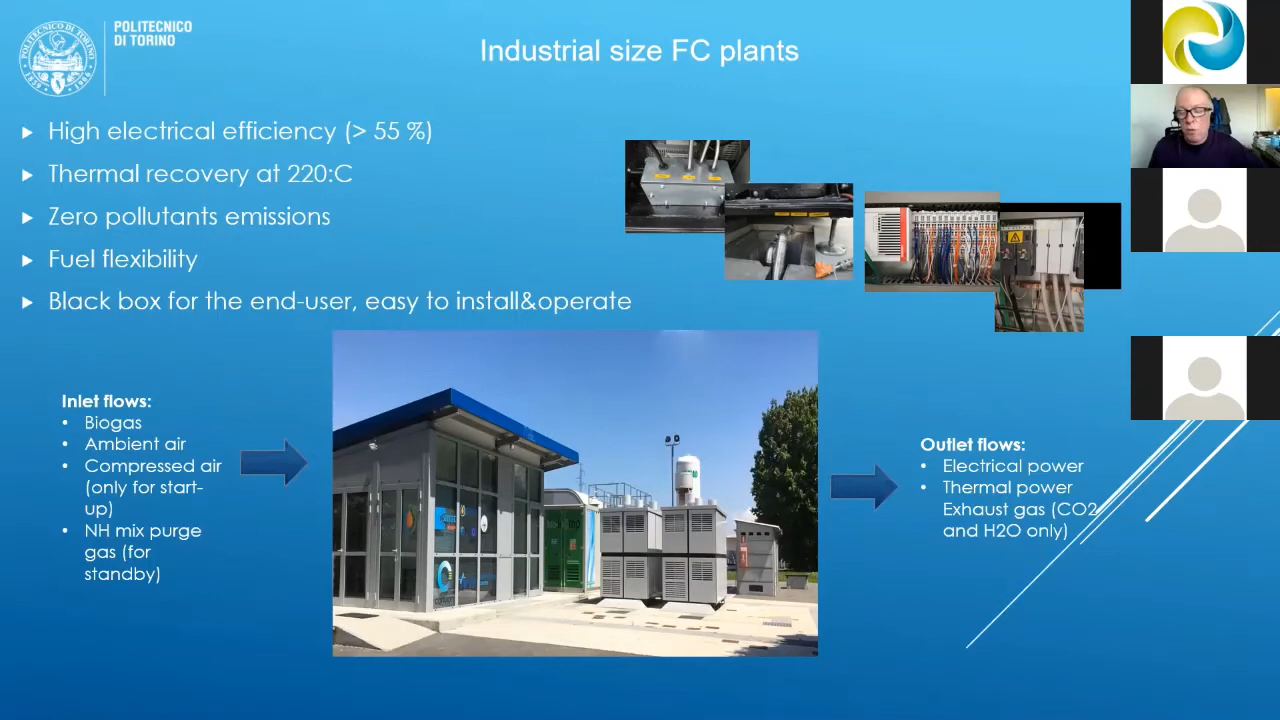 POLITECNICO
DI TORINO
Industrial size FC plants
High electrical efficiency (> 55 %)
Thermal recovery at 220:C
Zero pollutants emissions
Fuel flexibility
Black box for the end-user, easy to install&operate
Inlet flows:
• Biogas
• Ambient air
• Compressed air
(only for start-
up)
• NH mix purge
gas (for
standby)
Outlet flows:
• Electrical power
• Thermal power
Exhaust gas (CO2
and H2O only)